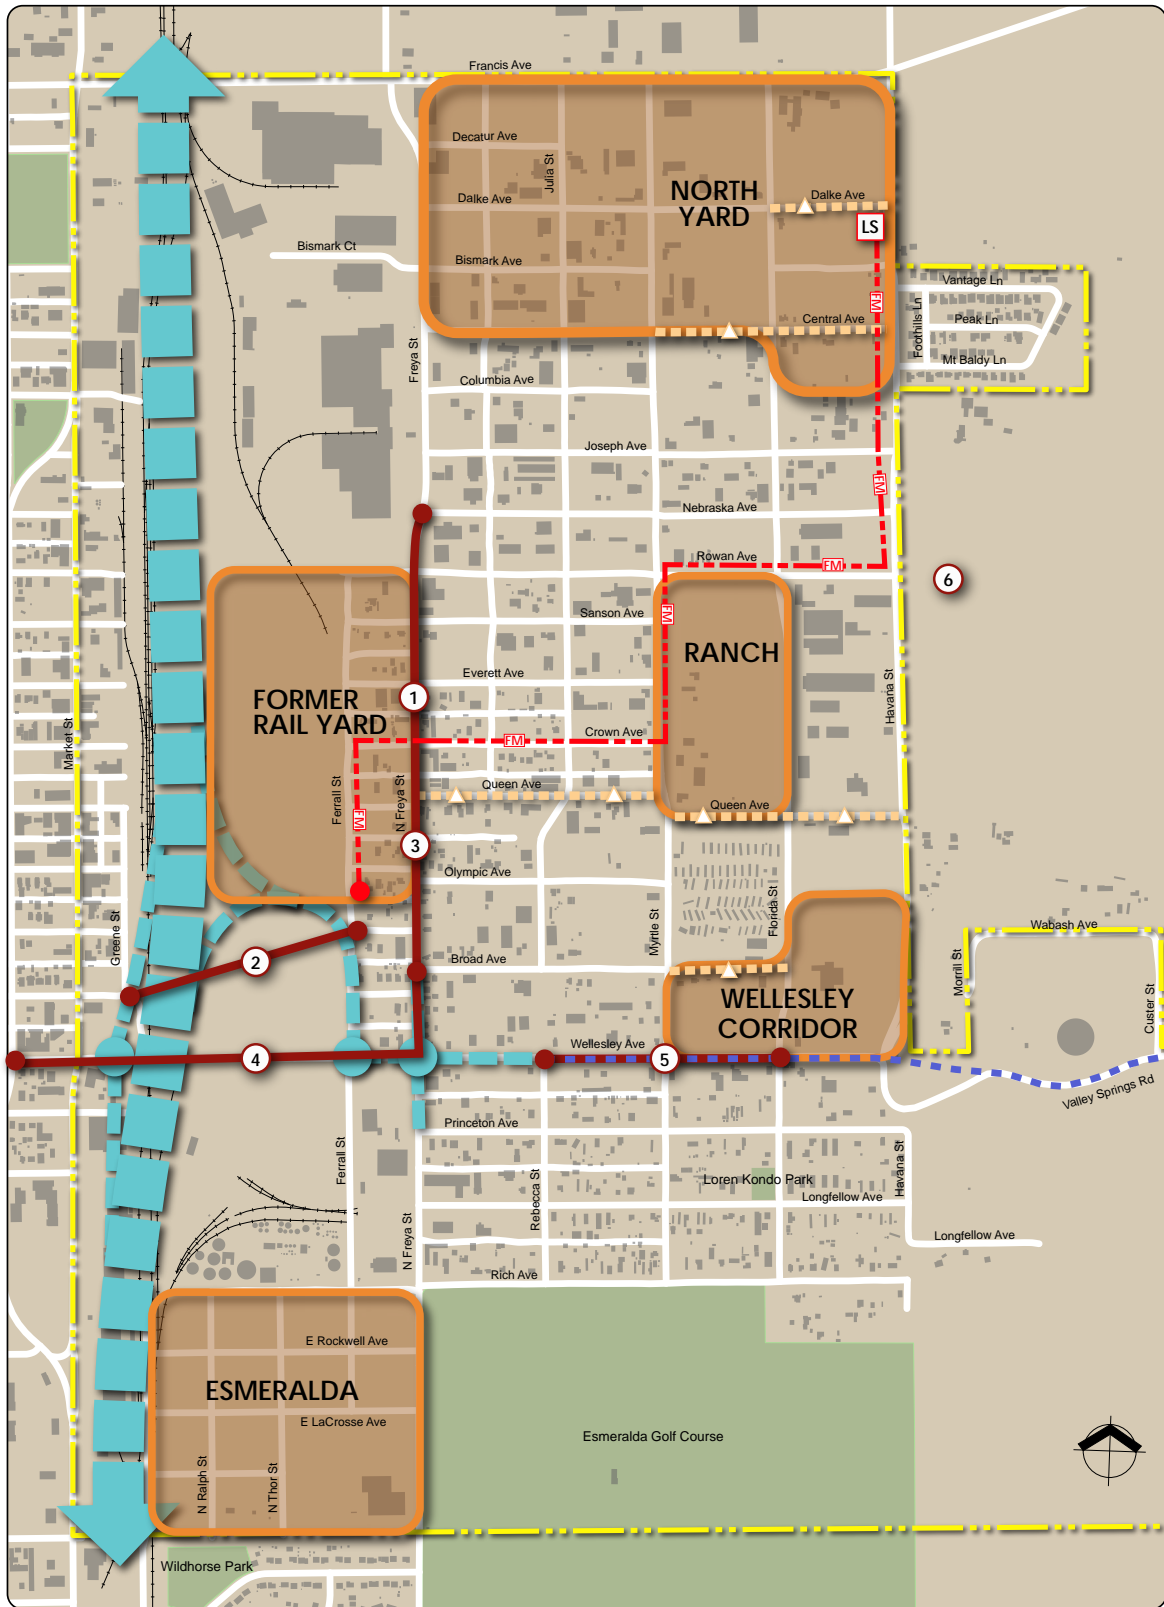 Francis Ave
Decatur Ave
Julia St
NORTH
YARD
Dalke Ave
Dalke Ave
LS
Bismark Ct
Bismark Ave
Vantage Ln
FM
Foothills Ln
Central Ave
Peak Ln
Freya St
Mt Baldy Ln
Columbia Ave
Joseph Ave
FM
Nebraska Ave
Rowan Ave
FM
6
Sanson Ave
FM
RANCH
Everett Ave
FORMER
RAIL YARD
1
Havana St
Market St
Crown Ave
FM
Queen Ave
Ferrall St
N Freya St
Queen Ave
FM
3
Olympic Ave
Florida St
Greene St
Myrtle St
Wabash Ave
Broad Ave
2
Morrill St
WELLESLEY
CORRIDOR
Custer St
Wellesley Ave
4
5
Valley Springs Rd
Princeton Ave
Ferrall St
Havana St
Loren Kondo Park
Rebecca St
Longfellow Ave
N Freya St
Longfellow Ave
Rich Ave
E Rockwell Ave
ESMERALDA
E LaCrosse Ave
Esmeralda Golf Course
N Ralph St
N Thor St
Wildhorse Park